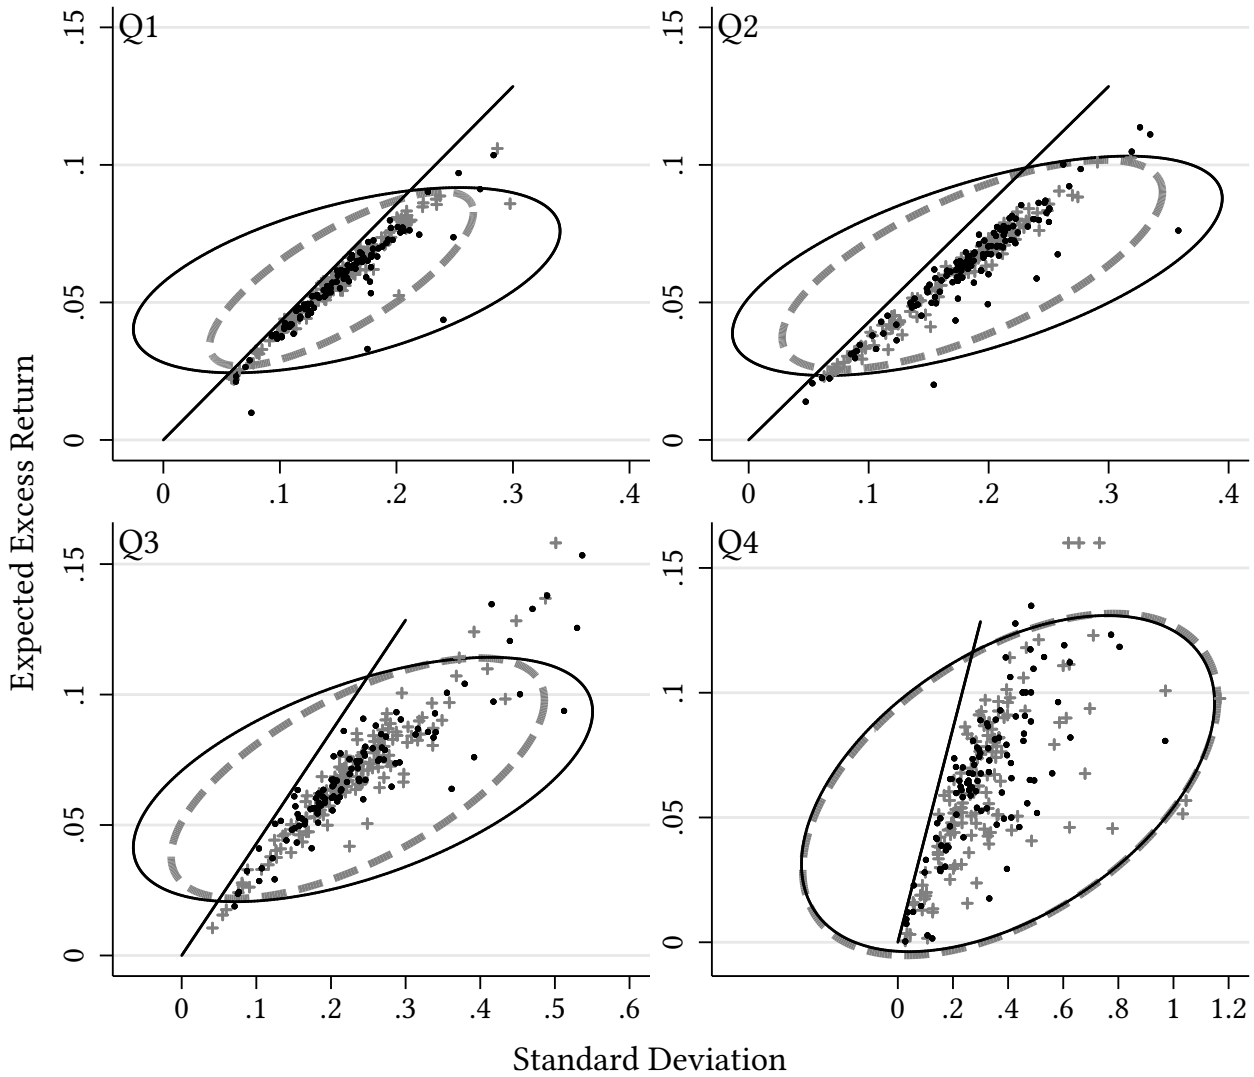 Q1
.15
.1
.05
0
0 .1 .2 .3 .4
Q2
.15
.1
.05
0
0 .1 .2 .3 .4
Q3
.15
.1
.05
0
0 .1 .2 .3 .4 .5 .6
Q4
.15
.1
.05
0
0 .2 .4 .6 .8 1 1.2
Expected Excess Return
Standard Deviation